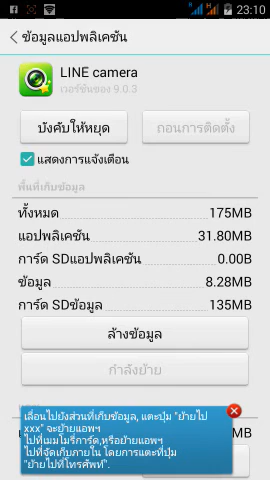 23:10
ข้อมูลแอปพลิเคชัน
LINE camera
เวอร์ชันของ 9.0.3
บังคับให้หยุด
ถอนการติดตั้ง
แสดงการแจ้งเตือน
พื้นที่เก็บข้อมูล
ทั้งหมด 175MB
แอปพลิเคชัน 31.80MB
การ์ด SDแอปพลิเคชัน 0.00B
ข้อมูล 8.28MB
การ์ด SDข้อมูล 135MB
ล้างข้อมูล
กำลังย้าย
เลื่อนไปยังส่วนที่เก็บข้อมูล, แตะปุ่ม "ย้ายไป
xxx" จะย้ายแอพฯ
ไปที่เมมโมรี่การ์ด,หรือย้ายแอพฯ
ไปที่จัดเก็บภายใน โดยการแตะที่ปุ่ม
"ย้ายไปที่โทรศัพท์".